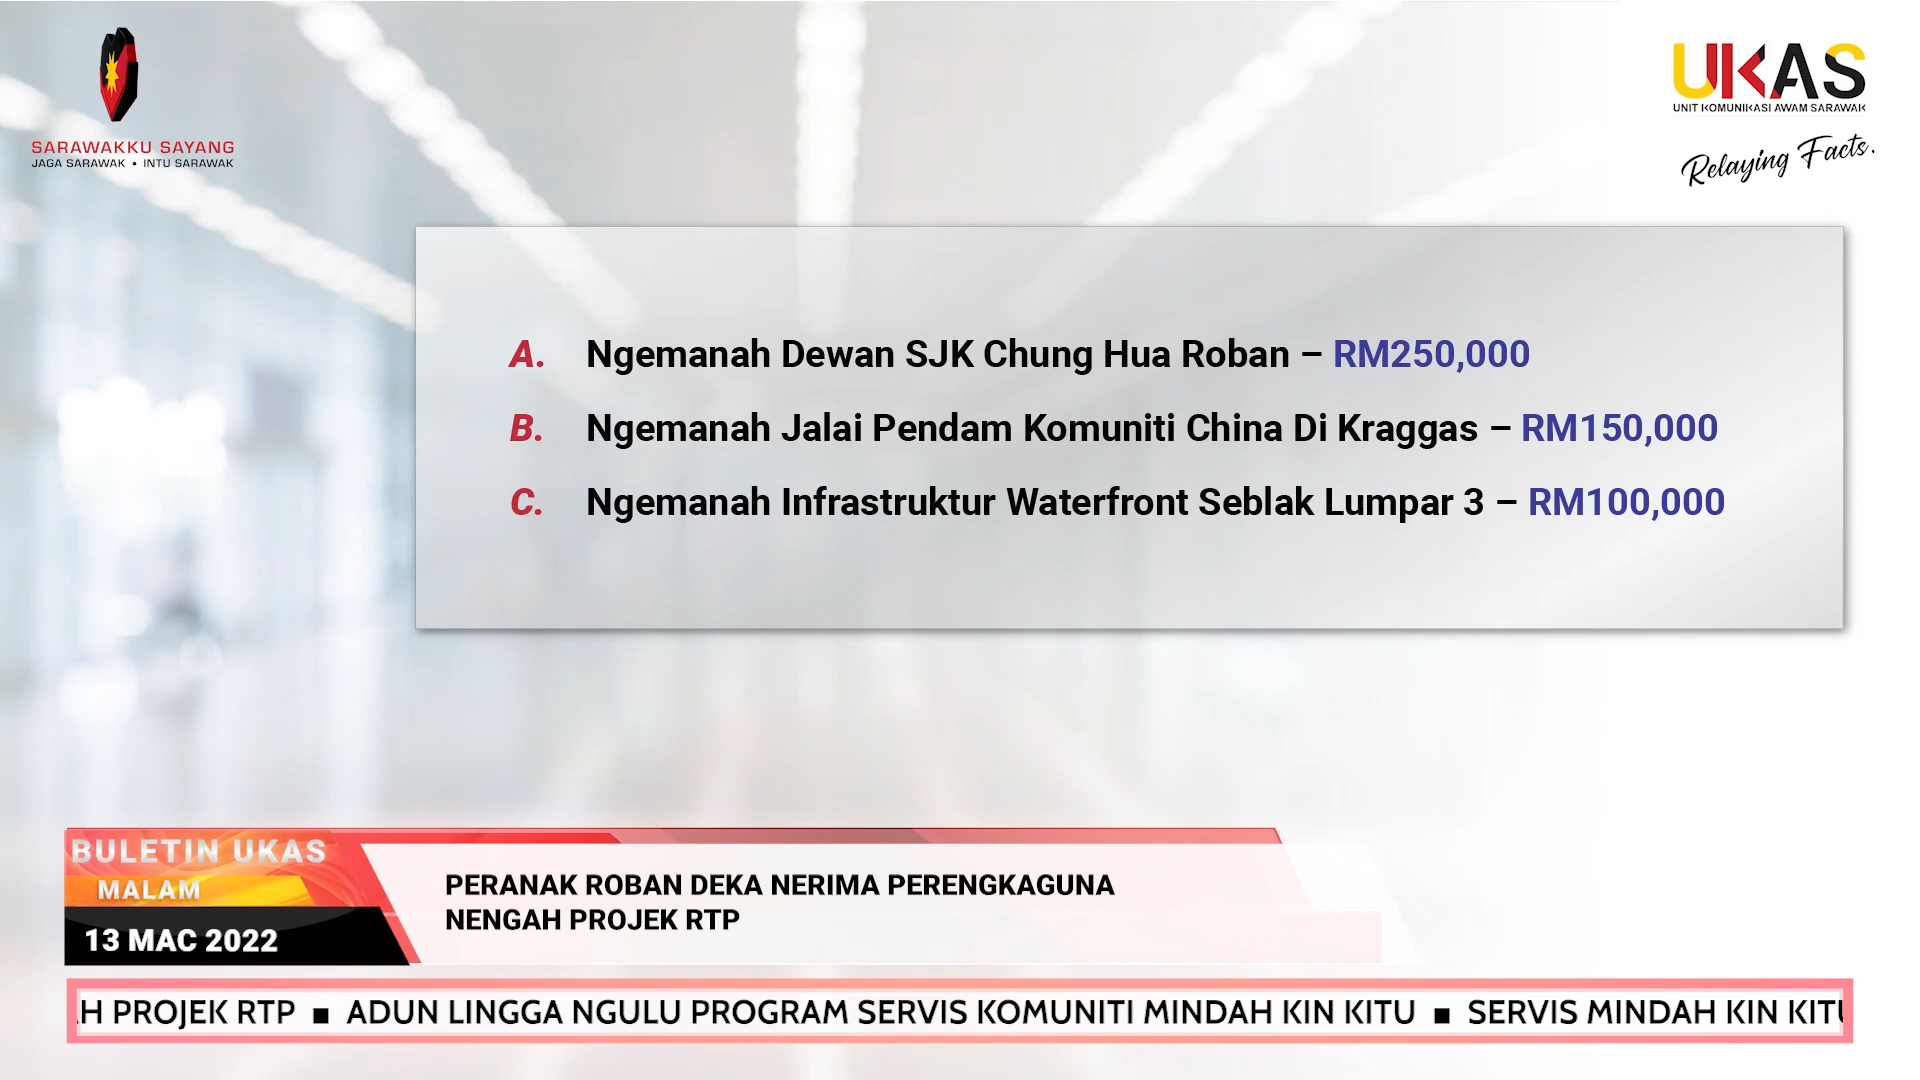 SARAWAKKU SAYANG
JAGA SARAWAK • INTU SARAWAK
UKAS
UNIT KOMUNIKASI AWAM SARAWAK
Relaying Facts.
A. Ngemanah Dewan SJK Chung Hua Roban – RM250,000
B. Ngemanah Jalai Pendam Komuniti China Di Kraggas – RM150,000
C. Ngemanah Infrastruktur Waterfront Seblak Lumpar 3 – RM100,000
BULETIN UKAS
MALAM
13 MAC 2022
PERANAK ROBAN DEKA NERIMA PERENGKAGUNA
NENGAH PROJEK RTP
H PROJEK RTP ■ ADUN LINGGA NGULU PROGRAM SERVIS KOMUNITI MINDAH KIN KITU ■ SERVIS MINDAH KIN KITU